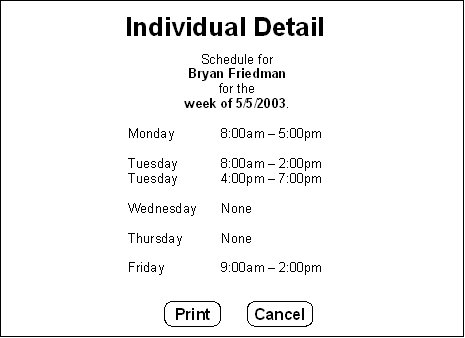 Individual Detail
Schedule for
Bryan Friedman
for the
week of 5/5/2003.
Monday 8:00am – 5:00pm
Tuesday 8:00am – 2:00pm
Tuesday 4:00pm – 7:00pm
Wednesday None
Thursday None
Friday 9:00am – 2:00pm
Print Cancel